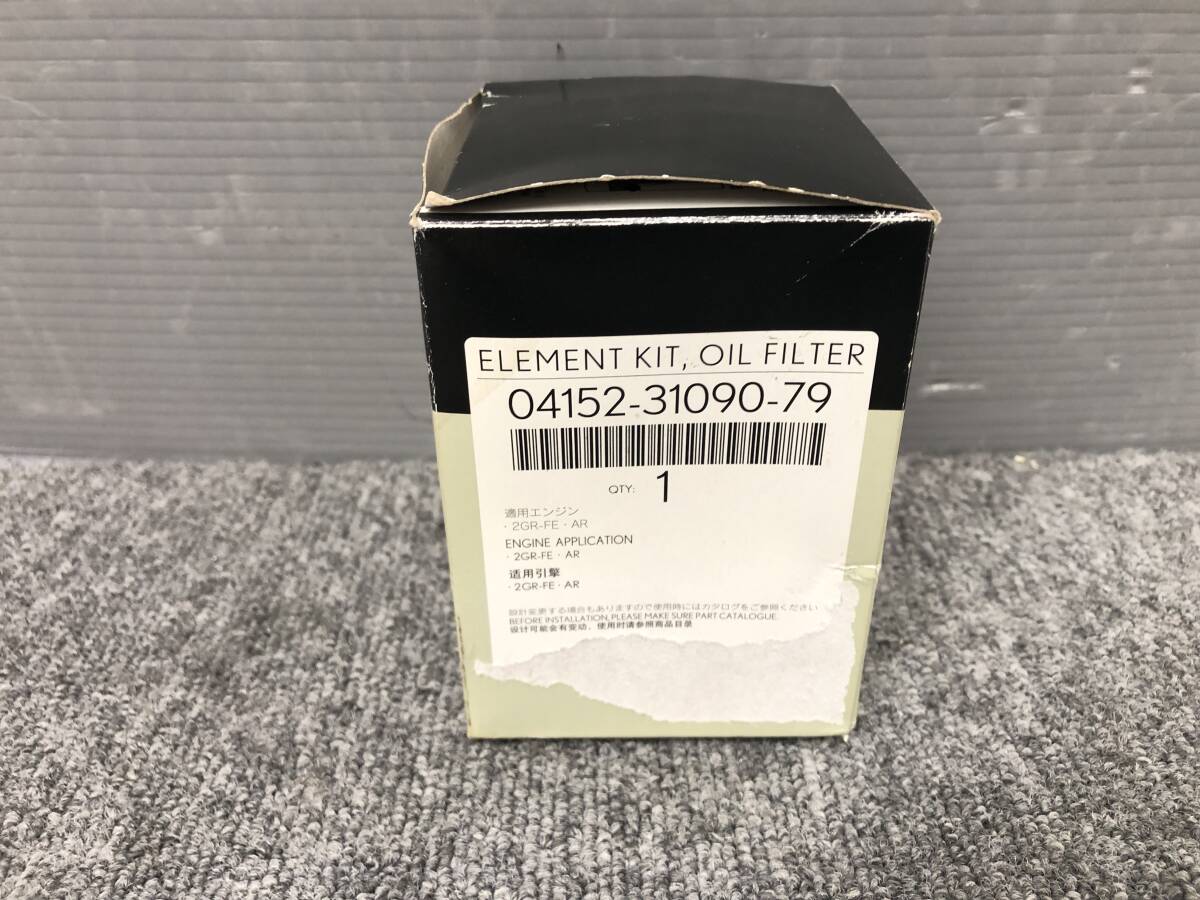 ELEMENT KIT, OIL FILTER
04152-31090-79
QTY: 1
適用エンジン
・2GR-FE・AR
ENGINE APPLICATION
・2GR-FE・AR
适用引擎
・2GR-FE・AR
設計変更する場合もありますので使用時にはカタログをご参照ください
BEFORE INSTALLATION, PLEASE MAKE SURE PART CATALOGUE.
设计可能会有变动，使用时请参照商品目录